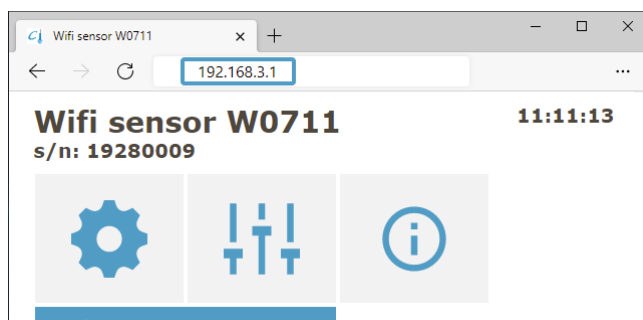 Wifi sensor W0711
192.168.3.1
Wifi sensor W0711
11:11:13
s/n: 19280009